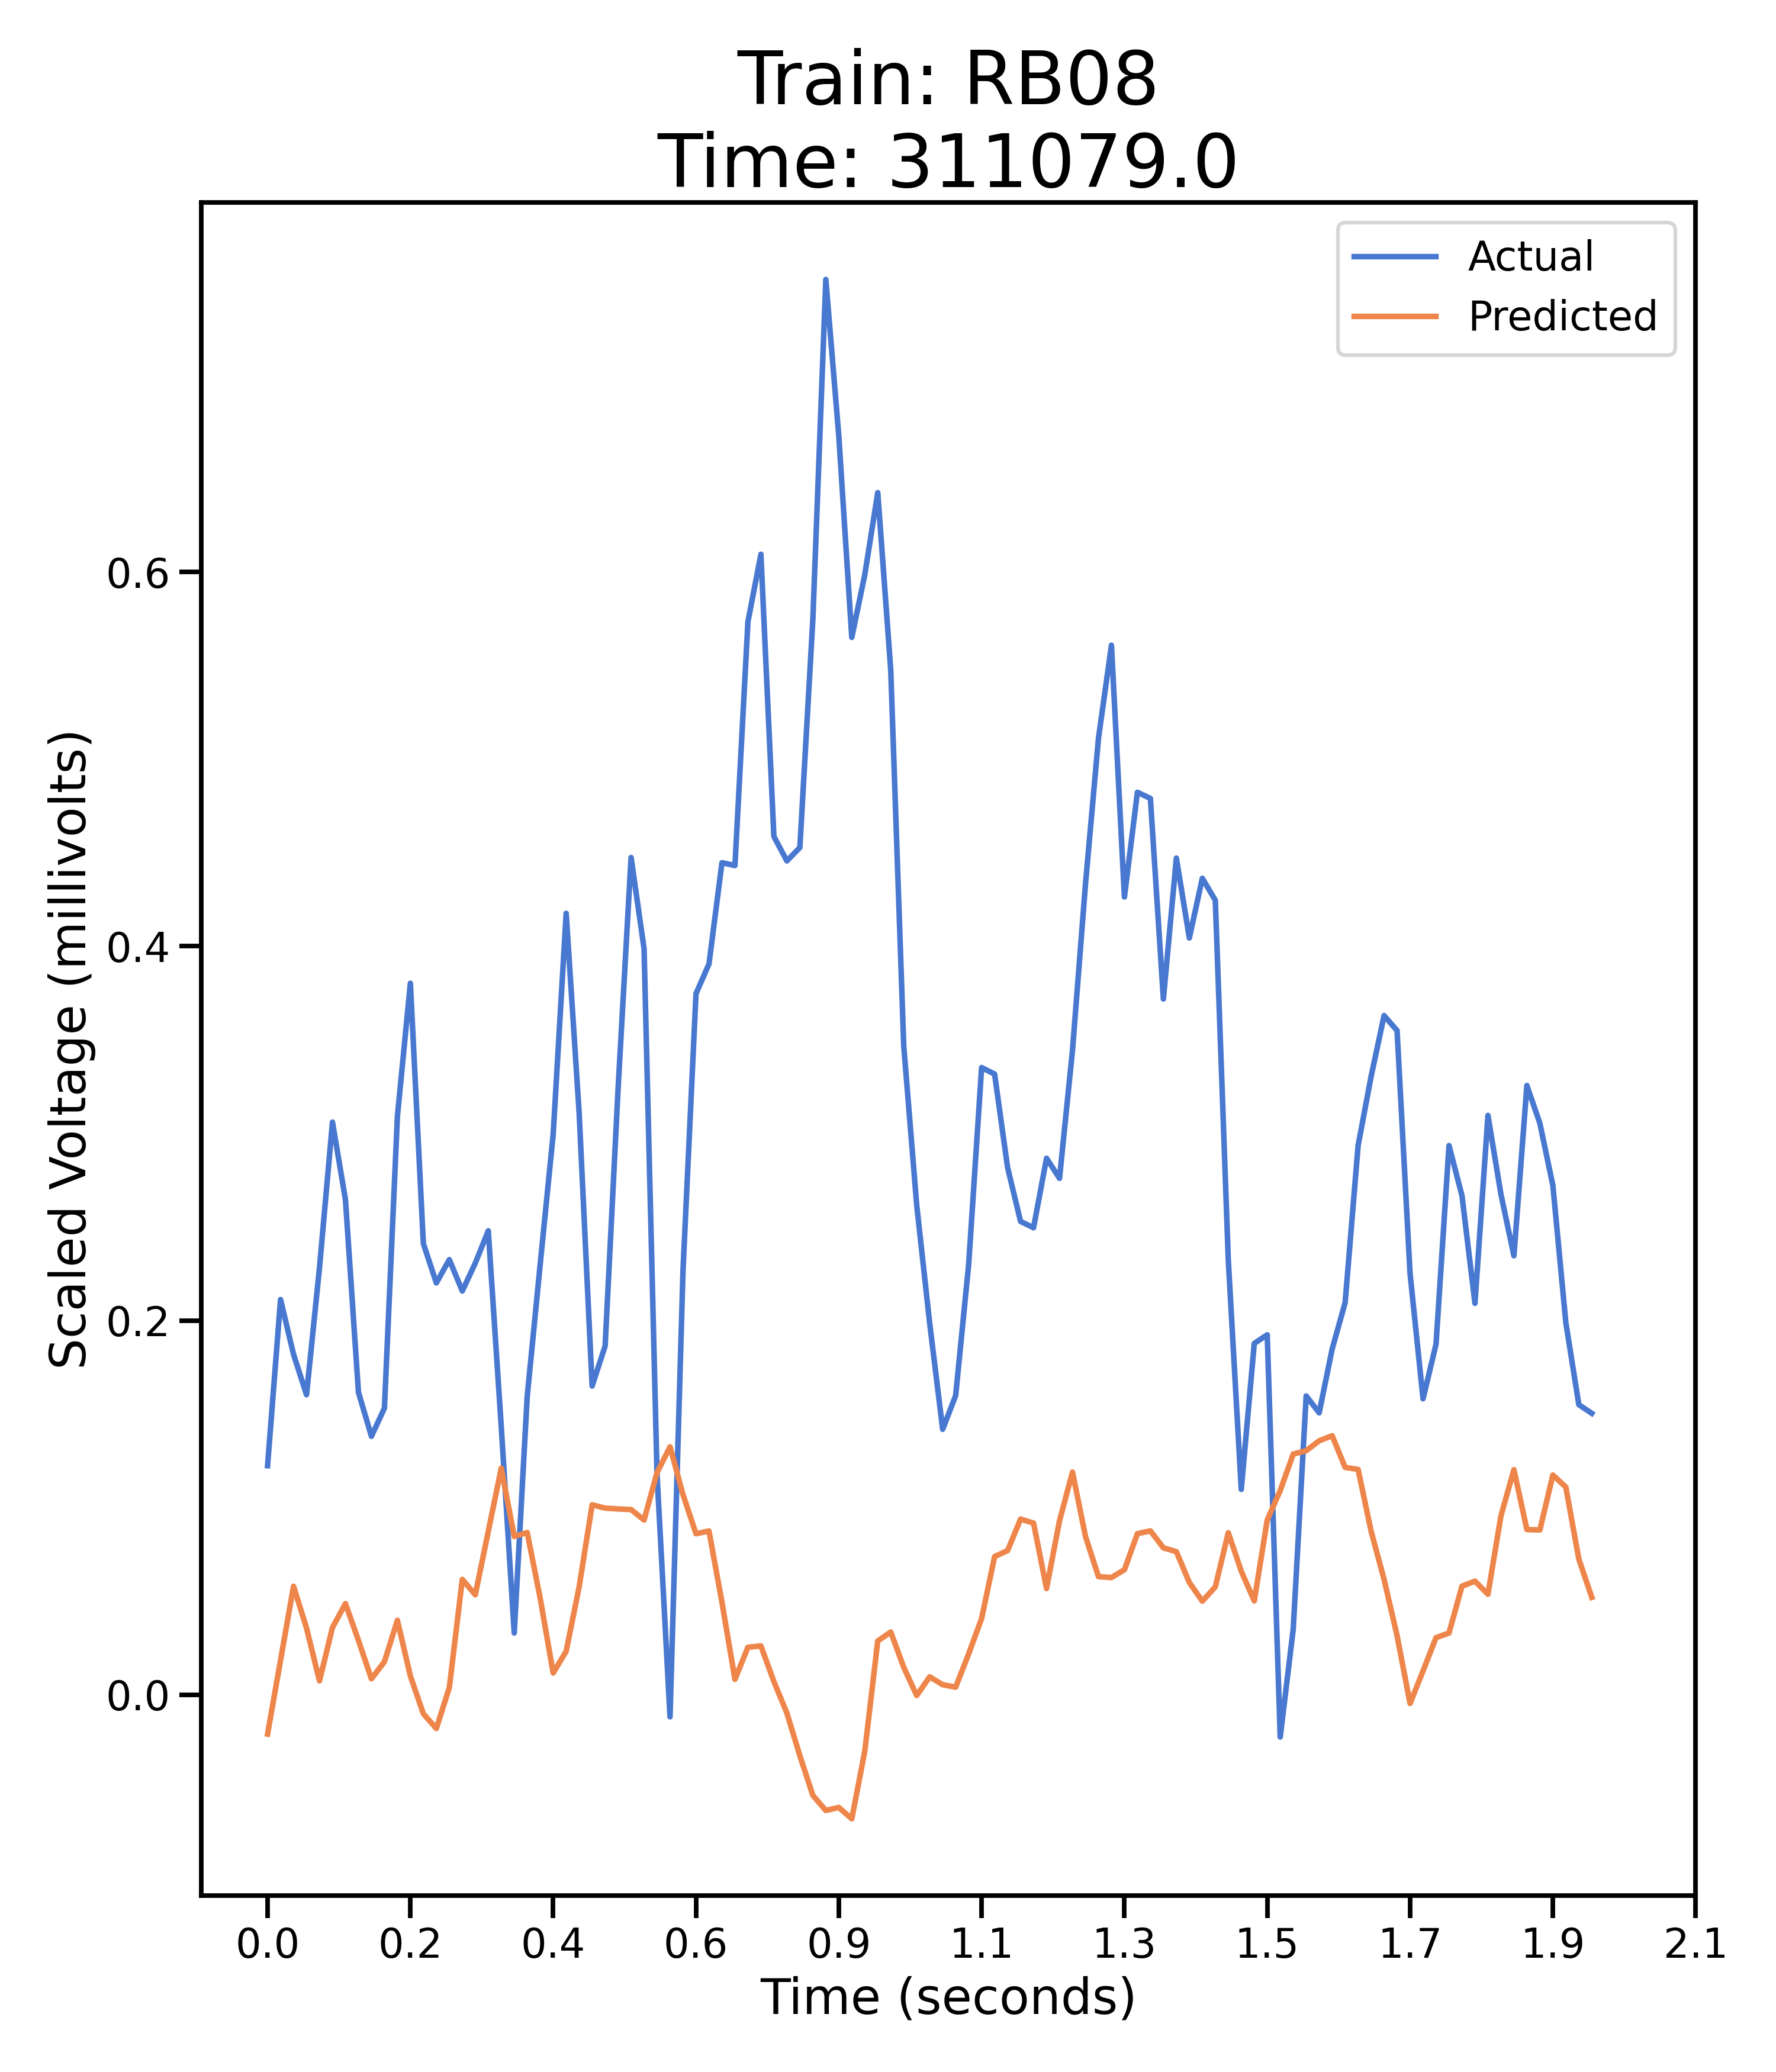 Train: RB08
Time: 311079.0
Actual
Predicted
Scaled Voltage (millivolts)
0.6
0.4
0.2
0.0
0.0 0.2 0.4 0.6 0.9 1.1 1.3 1.5 1.7 1.9 2.1
Time (seconds)